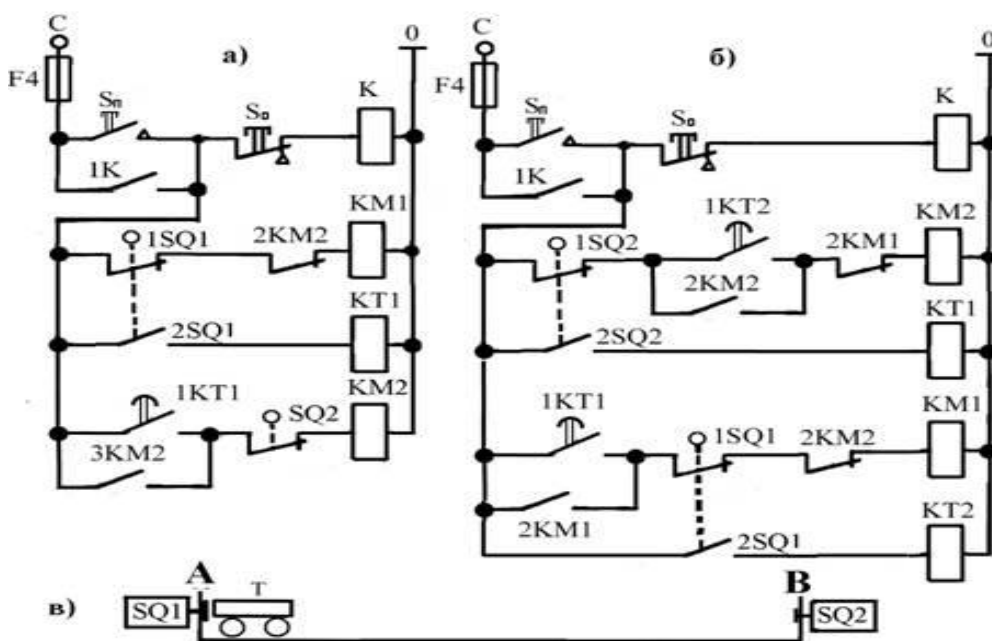 С
а)
0
F4
Sп
Sо
K
1K
1SQ1
2KM2
KM1
2SQ1
KT1
1KT1
SQ2
KM2
3KM2
С
б)
0
F4
Sп
Sо
K
1K
1KT2
KM2
1SQ2
2KM1
2KM2
KT1
2SQ2
1KT1
KM1
1SQ1
2KM2
2KM1
KT2
2SQ1
в)
SQ1
A
T
B
SQ2